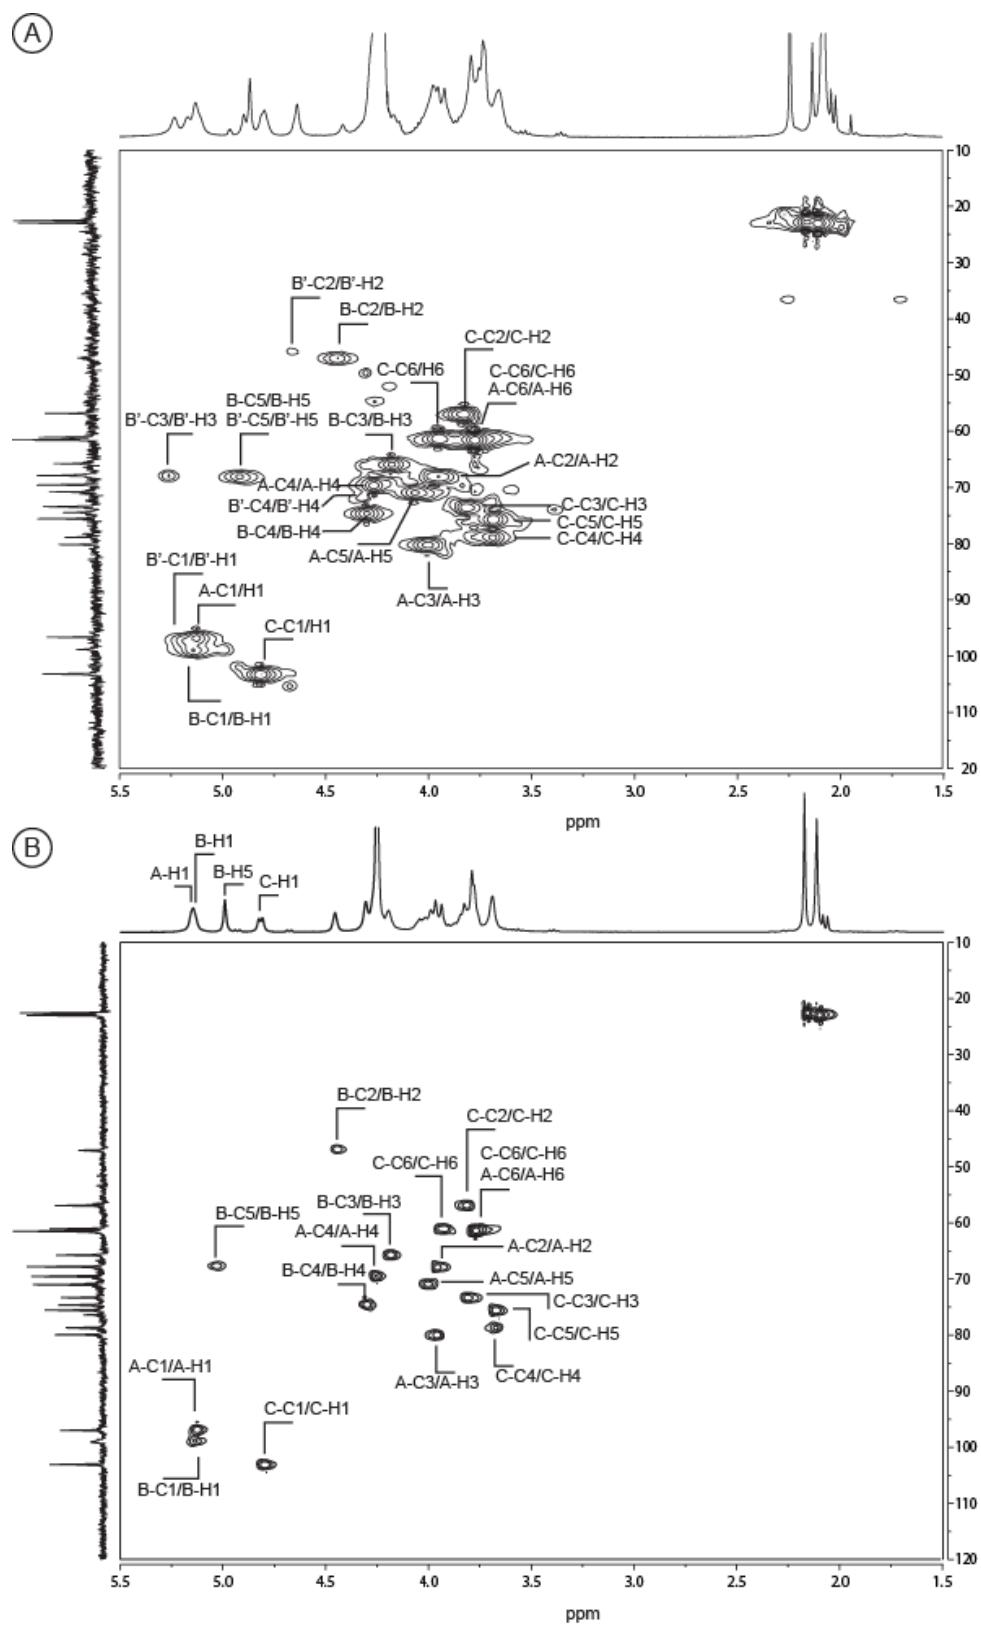 A
10
20
30
40
50
60
70
80
90
100
110
20
B'-C2/B'-H2
B-C2/B-H2
C-C2/C-H2
C-C6/H6
C-C6/C-H6
A-C6/A-H6
B-C5/B-H5
B'-C3/B'-H3
B'-C5/B'-H5
B-C3/B-H3
A-C2/A-H2
A-C4/A-H4
B'-C4/B'-H4
C-C3/C-H3
C-C5/C-H5
B-C4/B-H4
C-C4/C-H4
A-C5/A-H5
B'-C1/B'-H1
A-C1/H1
A-C3/A-H3
C-C1/H1
B-C1/B-H1
5.5 5.0 4.5 4.0 3.5 3.0 2.5 2.0 1.5
ppm
B
B-H1
A-H1
B-H5
C-H1
10
20
30
40
50
60
70
80
90
100
110
120
B-C2/B-H2
C-C2/C-H2
C-C6/C-H6
C-C6/C-H6
A-C6/A-H6
B-C3/B-H3
B-C5/B-H5
A-C4/A-H4
A-C2/A-H2
B-C4/B-H4
A-C5/A-H5
C-C3/C-H3
C-C5/C-H5
A-C1/A-H1
C-C4/C-H4
A-C3/A-H3
C-C1/C-H1
B-C1/B-H1
5.5 5.0 4.5 4.0 3.5 3.0 2.5 2.0 1.5
ppm